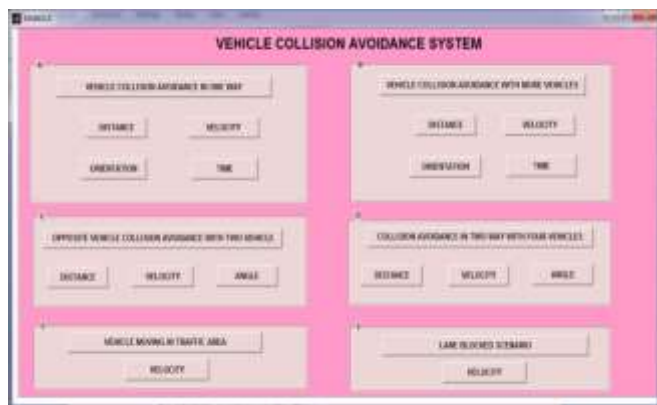 VEHICLE
VEHICLE COLLISION AVOIDANCE SYSTEM
VEHICLE COLLISION AVOIDANCE IN ONE WAY
DISTANCE VELOCITY
ORIENTATION TIME
VEHICLE COLLISION AVOIDANCE WITH MORE VEHICLES
DISTANCE VELOCITY
ORIENTATION TIME
OPPOSITE VEHICLE COLLISION AVOIDANCE WITH TWO VEHICLE
DISTANCE VELOCITY ANGLE
COLLISION AVOIDANCE IN TWO WAY WITH FOUR VEHICLES
DISTANCE VELOCITY ANGLE
VEHICLE MOVING IN TRAFFIC AREA
VELOCITY
LANE BLOCKED SCENARIO
VELOCITY